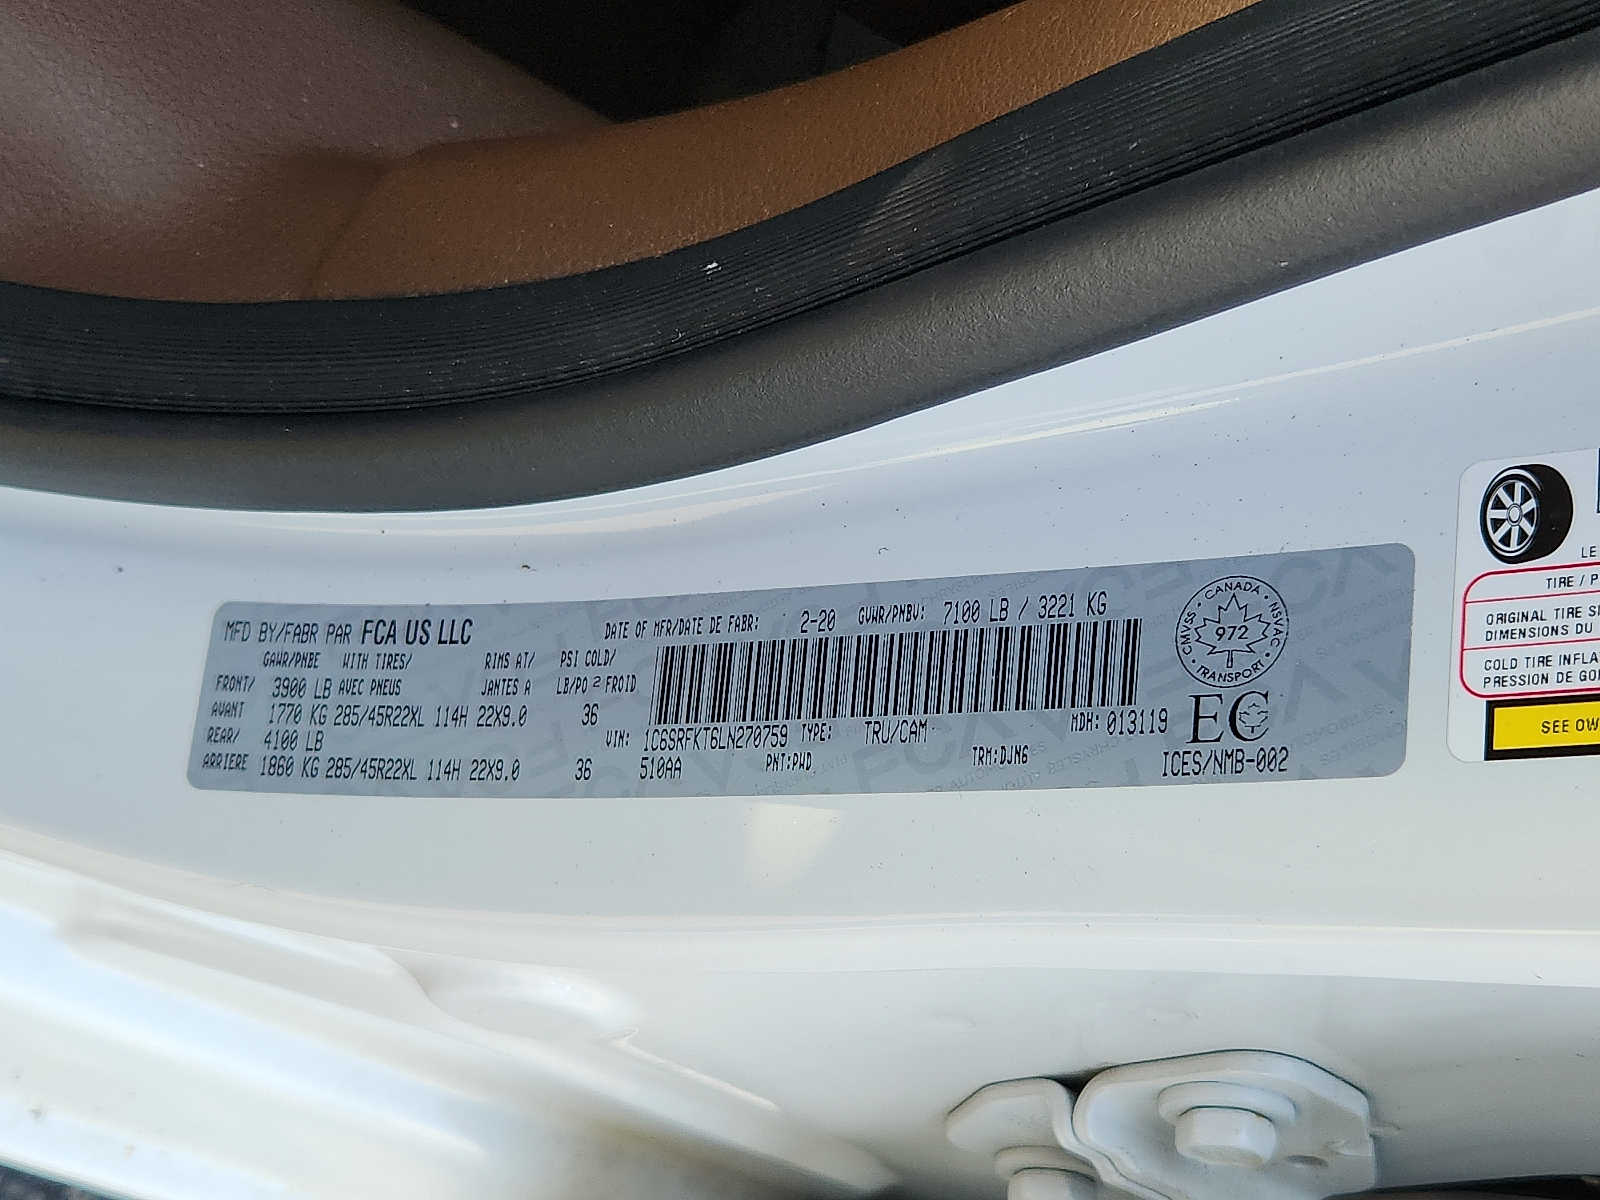 MFD BY/FABR PAR FCA US LLC
DATE OF MFR/DATE DE FABR: 2-20 GVWR/PNBV: 7100 LB / 3221 KG
GAWR/PNBE WITH TIRES/ RIMS AT/ PSI COLD/
FRONT/ 3900 LB AVEC PNEUS JANTES A LB/PO 2 FROID
AVANT 1770 KG 285/45R22XL 114H 22X9.0 36
REAR/ 4100 LB
ARRIERE 1860 KG 285/45R22XL 114H 22X9.0 36
VIN: 1C6SRFKT6LN270759 TYPE: TRU/CAM MDH: 013119
510AA PNT:PWD TRM:DJN6
CMVSS • CANADA • NSVAC • TRANSPORT •
972
EC
ICES/NMB-002
LE
TIRE / P
ORIGINAL TIRE S
DIMENSIONS DU
COLD TIRE INFLA
PRESSION DE GO
SEE OW